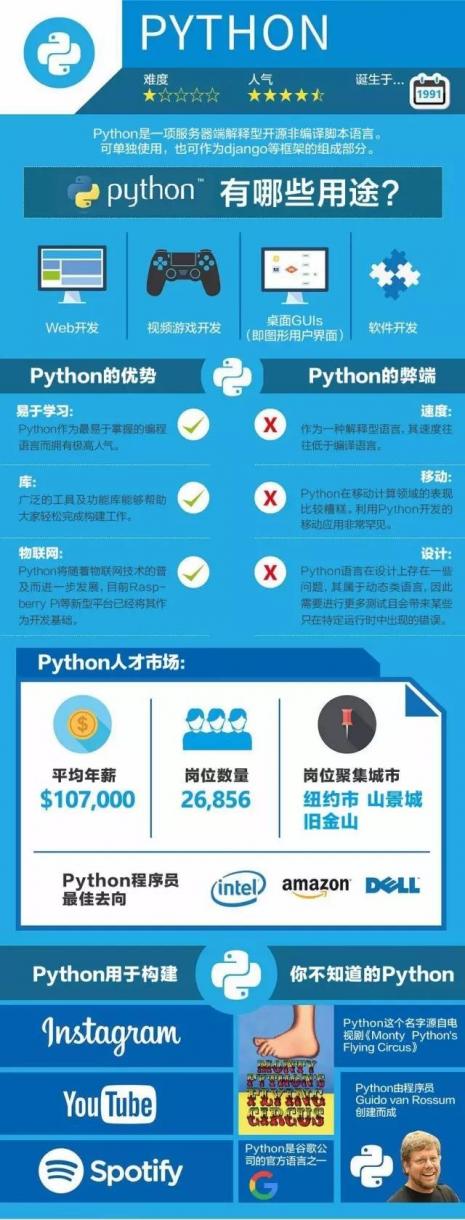 PYTHON
难度
人气
诞生于...
1991
Python是一项服务器端解释型开源非编译脚本语言。
可单独使用，也可作为django等框架的组成部分。
python™ 有哪些用途？
Web开发
视频游戏开发
桌面GUIs
（即图形用户界面）
软件开发
Python的优势
Python的弊端
易于学习:
Python作为最易于掌握的编程
语言而拥有极高人气。
速度:
作为一种解释型语言, 其速度往
往低于编译语言。
库:
广泛的工具及功能库能够帮助
大家轻松完成构建工作。
移动:
Python在移动计算领域的表现
比较糟糕。利用Python开发的
移动应用非常罕见。
物联网:
Python将随着物联网技术的普
及而进一步发展, 目前Rasp-
berry Pi等新型平台已经将其作
为开发基础。
设计:
Python语言在设计上存在一些
问题, 其属于动态类语言, 因此
需要进行更多测试且会带来某些
只在特定运行时中出现的错误。
Python人才市场:
平均年薪
$107,000
岗位数量
26,856
岗位聚集城市
纽约市 山景城
旧金山
Python程序员
最佳去向
intel
amazon
DELL
Python用于构建
你不知道的Python
Instagram
YouTube
Spotify
MONTY
PYTHON'S
FLYING
CIRCUS
Python这个名字源自电
视剧《Monty Python's
Flying Circus》
Python由程序员
Guido van Rossum
创建而成
Python是谷歌公
司的官方语言之一
G